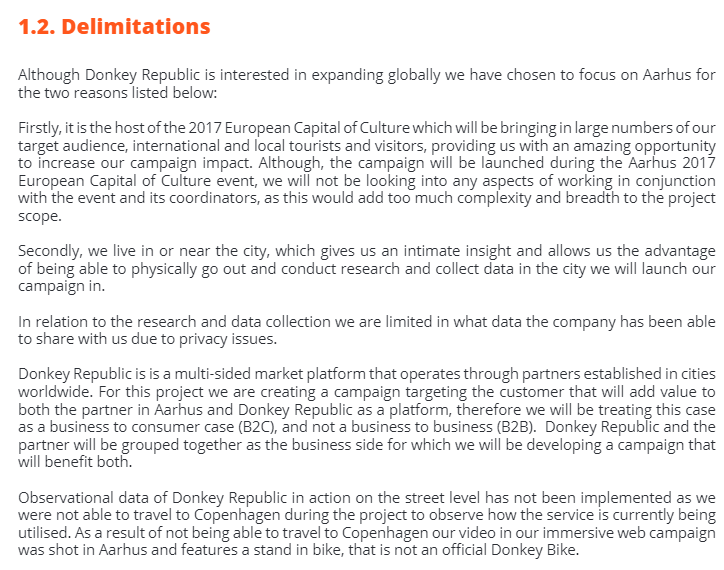 1.2. Delimitations
Although Donkey Republic is interested in expanding globally we have chosen to focus on Aarhus for
the two reasons listed below:
Firstly, it is the host of the 2017 European Capital of Culture which will be bringing in large numbers of our
target audience, international and local tourists and visitors, providing us with an amazing opportunity
to increase our campaign impact. Although, the campaign will be launched during the Aarhus 2017
European Capital of Culture event, we will not be looking into any aspects of working in conjunction
with the event and its coordinators, as this would add too much complexity and breadth to the project
scope.
Secondly, we live in or near the city, which gives us an intimate insight and allows us the advantage
of being able to physically go out and conduct research and collect data in the city we will launch our
campaign in.
In relation to the research and data collection we are limited in what data the company has been able
to share with us due to privacy issues.
Donkey Republic is is a multi-sided market platform that operates through partners established in cities
worldwide. For this project we are creating a campaign targeting the customer that will add value to
both the partner in Aarhus and Donkey Republic as a platform, therefore we will be treating this case
as a business to consumer case (B2C), and not a business to business (B2B). Donkey Republic and the
partner will be grouped together as the business side for which we will be developing a campaign that
will benefit both.
Observational data of Donkey Republic in action on the street level has not been implemented as we
were not able to travel to Copenhagen during the project to observe how the service is currently being
utilised. As a result of not being able to travel to Copenhagen our video in our immersive web campaign
was shot in Aarhus and features a stand in bike, that is not an official Donkey Bike.